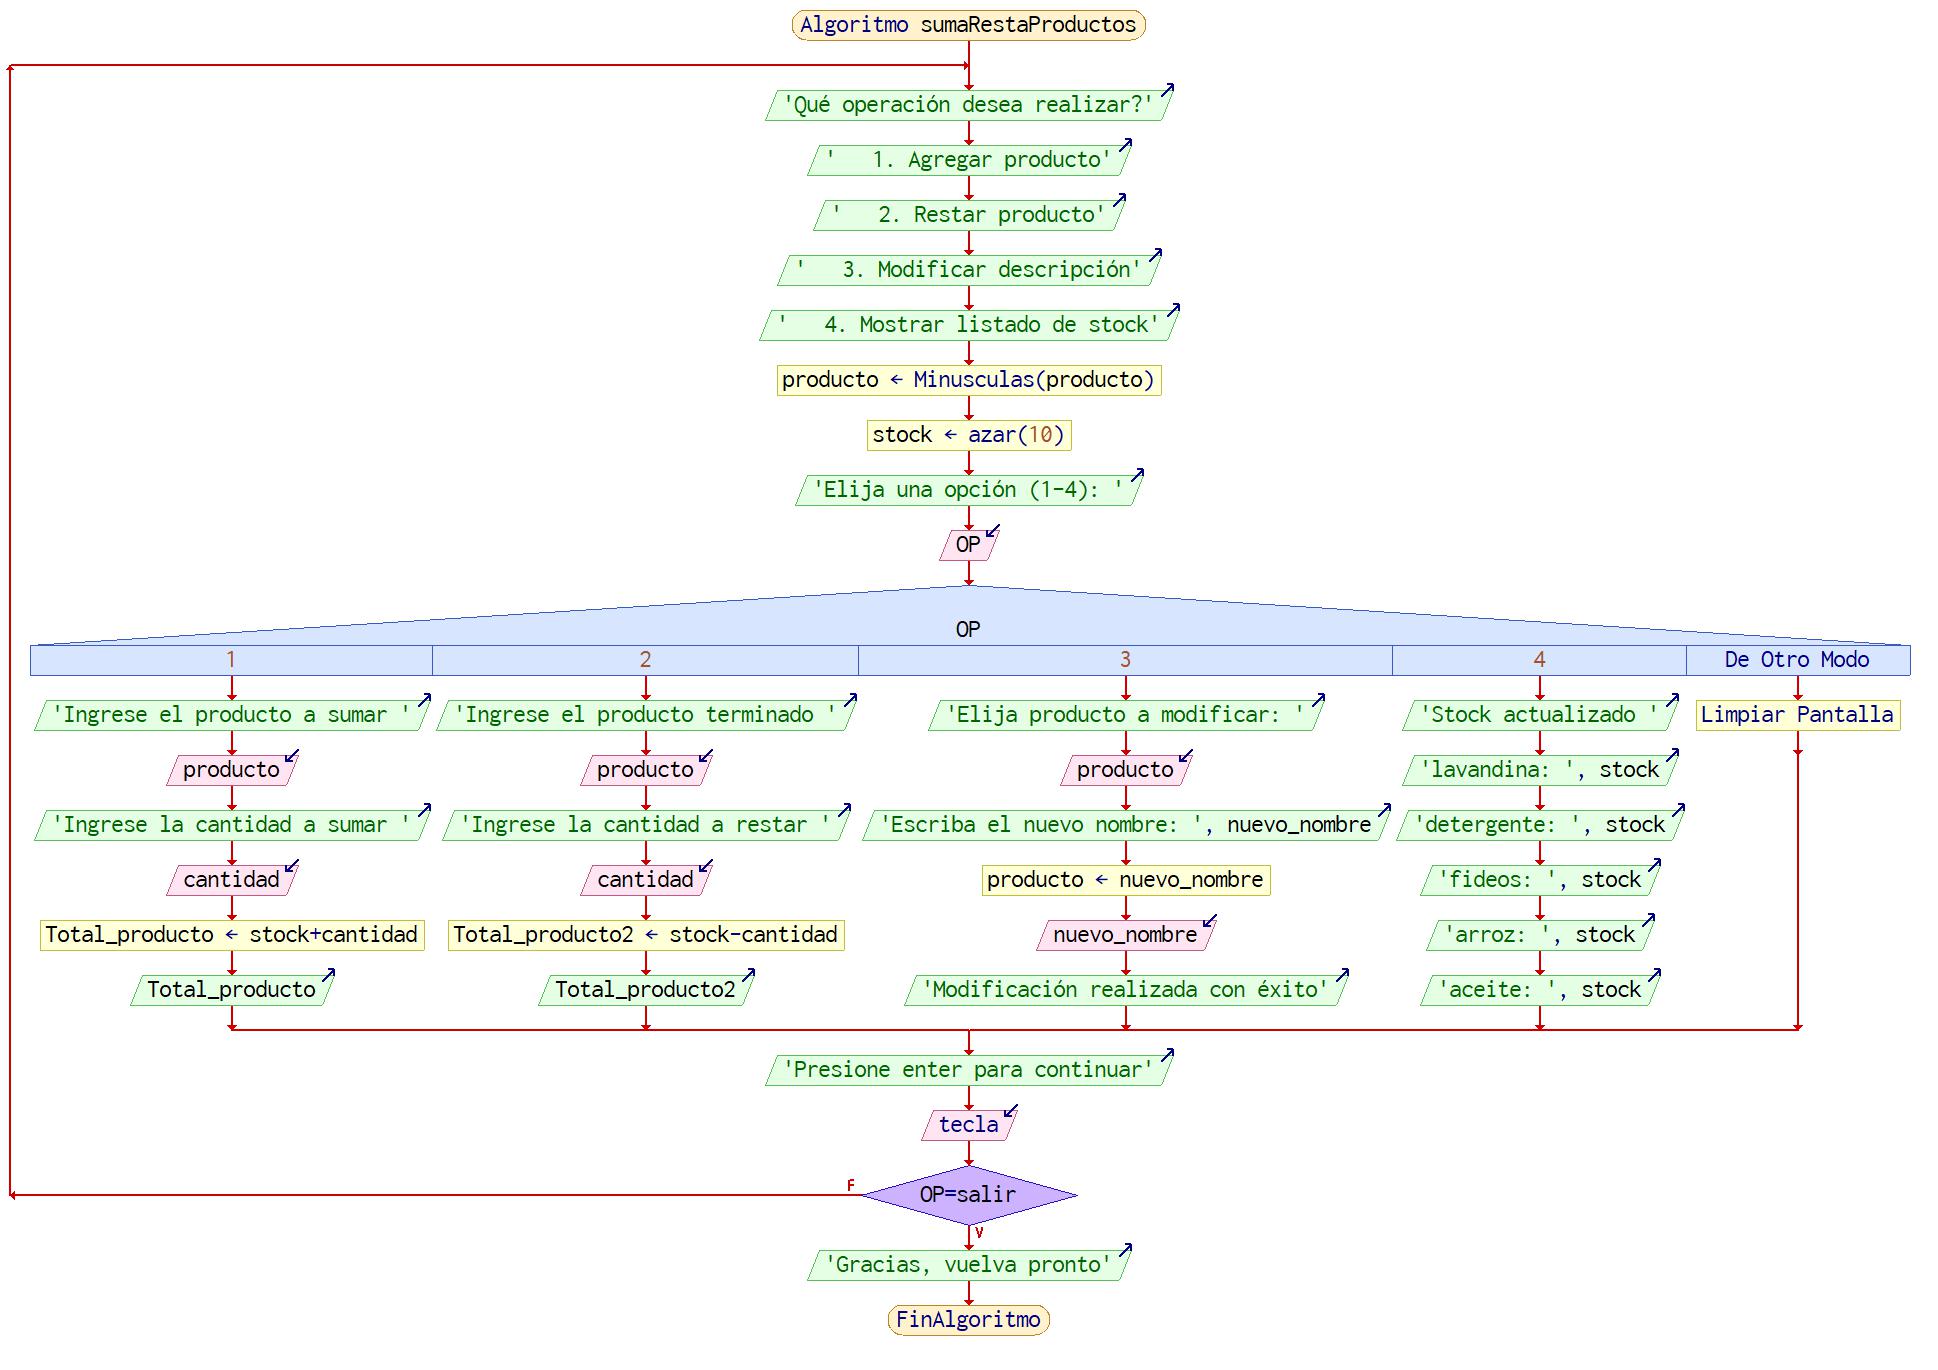 Algoritmo sumaRestaProductos
'Qué operación desea realizar?'
'   1. Agregar producto'
'   2. Restar producto'
'   3. Modificar descripción'
'   4. Mostrar listado de stock'
producto ← Minusculas(producto)
stock ← azar(10)
'Elija una opción (1-4): '
OP
OP
1
2
3
4
De Otro Modo
'Ingrese el producto a sumar '
producto
'Ingrese la cantidad a sumar '
cantidad
Total_producto ← stock+cantidad
Total_producto
'Ingrese el producto terminado '
producto
'Ingrese la cantidad a restar '
cantidad
Total_producto2 ← stock-cantidad
Total_producto2
'Elija producto a modificar: '
producto
'Escriba el nuevo nombre: ', nuevo_nombre
producto ← nuevo_nombre
nuevo_nombre
'Modificación realizada con éxito'
'Stock actualizado '
'lavandina: ', stock
'detergente: ', stock
'fideos: ', stock
'arroz: ', stock
'aceite: ', stock
Limpiar Pantalla
'Presione enter para continuar'
tecla
F
OP=salir
V
'Gracias, vuelva pronto'
FinAlgoritmo